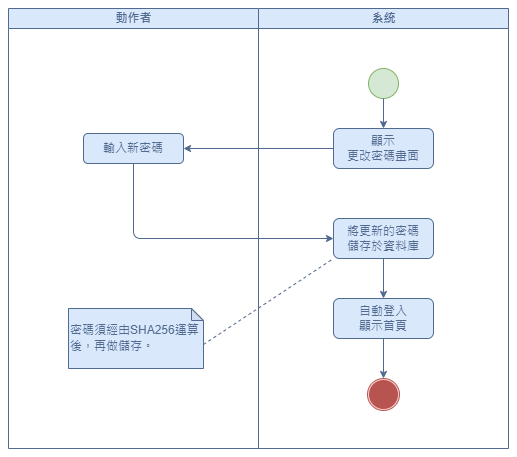 動作者
系統
顯示
更改密碼畫面
輸入新密碼
將更新的密碼
儲存於資料庫
密碼須經由SHA256運算
後，再做儲存。
自動登入
顯示首頁